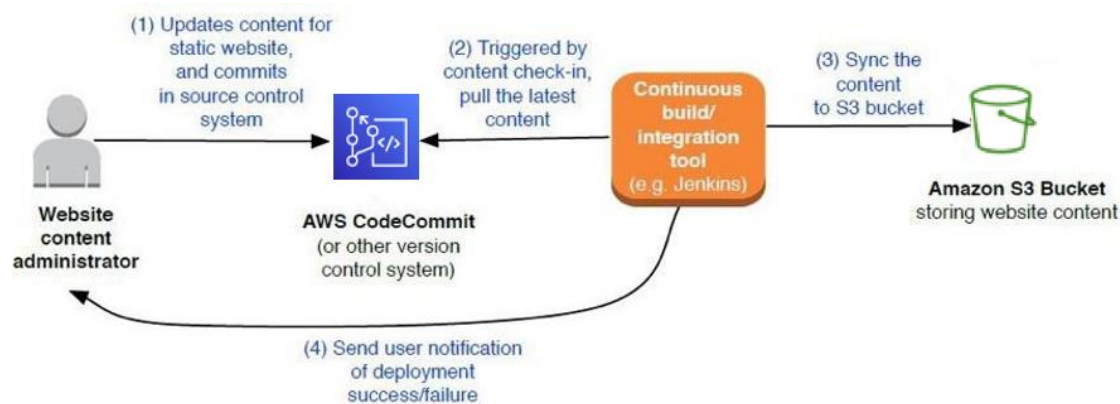 (1) Updates content for
static website,
and commits
in source control
system
(2) Triggered by
content check-in,
pull the latest
content
Continuous
build/
integration
tool
(e.g. Jenkins)
(3) Sync the
content
to S3 bucket
</>
Website
content
administrator
AWS CodeCommit
(or other version
control system)
Amazon S3 Bucket
storing website content
(4) Send user notification
of deployment
success/failure